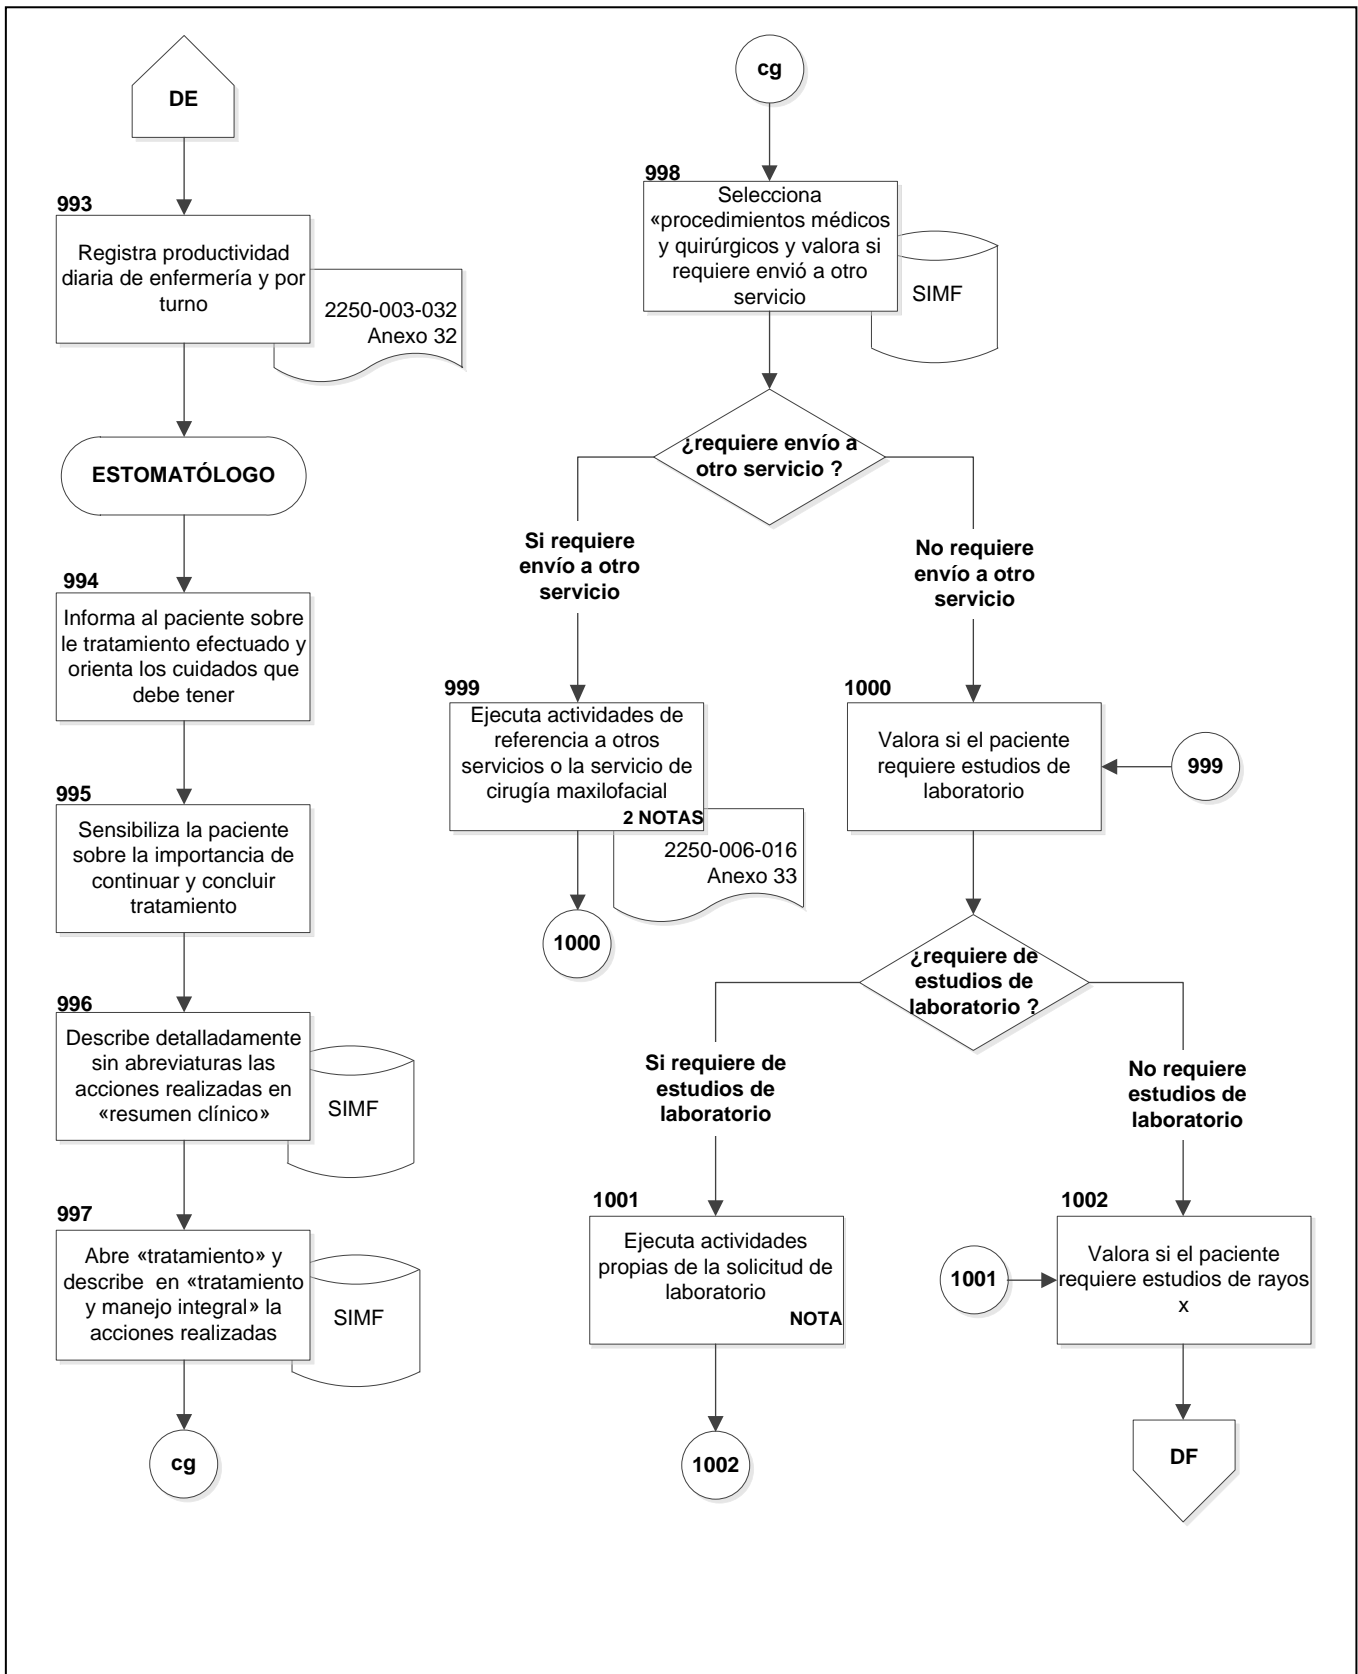 DE
993
Registra productividad
diaria de enfermería y por
turno
2250-003-032
Anexo 32
ESTOMATÓLOGO
994
Informa al paciente sobre
le tratamiento efectuado y
orienta los cuidados que
debe tener
995
Sensibiliza la paciente
sobre la importancia de
continuar y concluir
tratamiento
996
Describe detalladamente
sin abreviaturas las
acciones realizadas en
«resumen clínico»
SIMF
997
Abre «tratamiento» y
describe en «tratamiento
y manejo integral» la
acciones realizadas
SIMF
cg
cg
998
Selecciona
«procedimientos médicos
y quirúrgicos y valora si
requiere envió a otro
servicio
SIMF
¿requiere envío a
otro servicio ?
Si requiere
envío a otro
servicio
No requiere
envío a otro
servicio
999
Ejecuta actividades de
referencia a otros
servicios o la servicio de
cirugía maxilofacial
2 NOTAS
2250-006-016
Anexo 33
1000
1000
Valora si el paciente
requiere estudios de
laboratorio
999
¿requiere de
estudios de
laboratorio ?
Si requiere de
estudios de
laboratorio
No requiere
estudios de
laboratorio
1001
Ejecuta actividades
propias de la solicitud de
laboratorio
NOTA
1002
1002
Valora si el paciente
requiere estudios de rayos
x
1001
DF